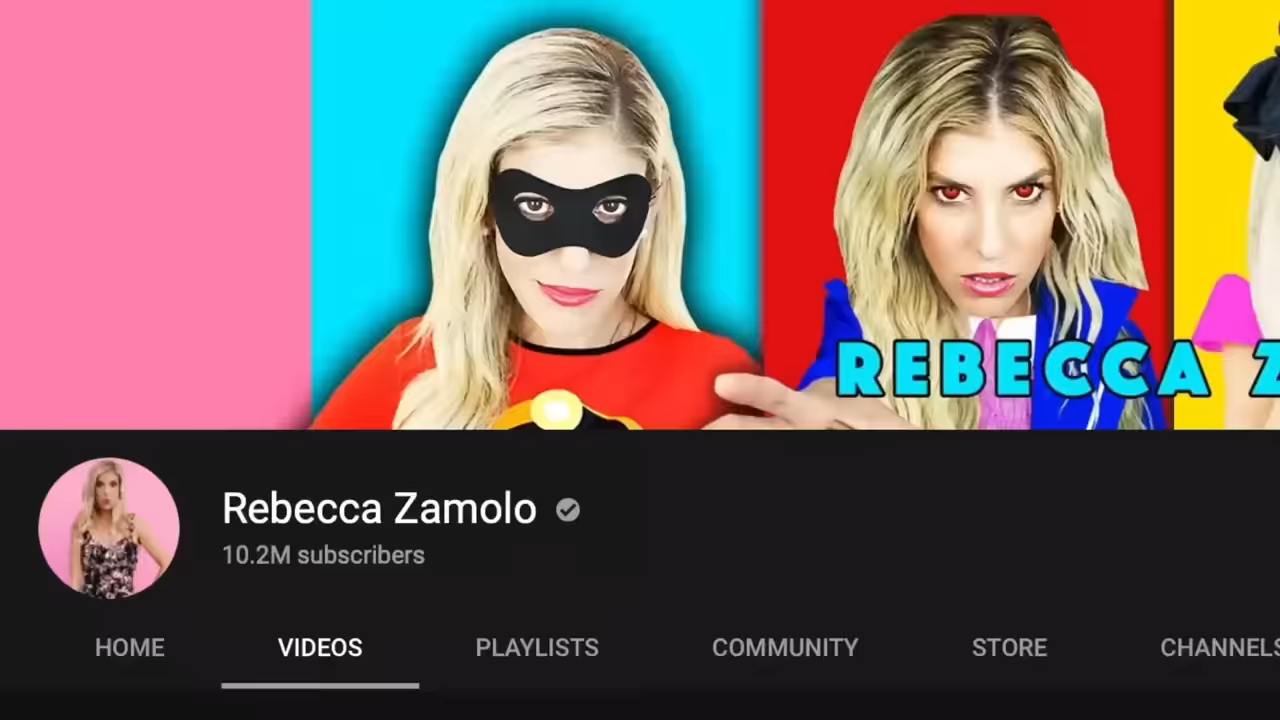 REBECCA Z
Rebecca Zamolo
10.2M subscribers
HOME VIDEOS PLAYLISTS COMMUNITY STORE CHANNELS